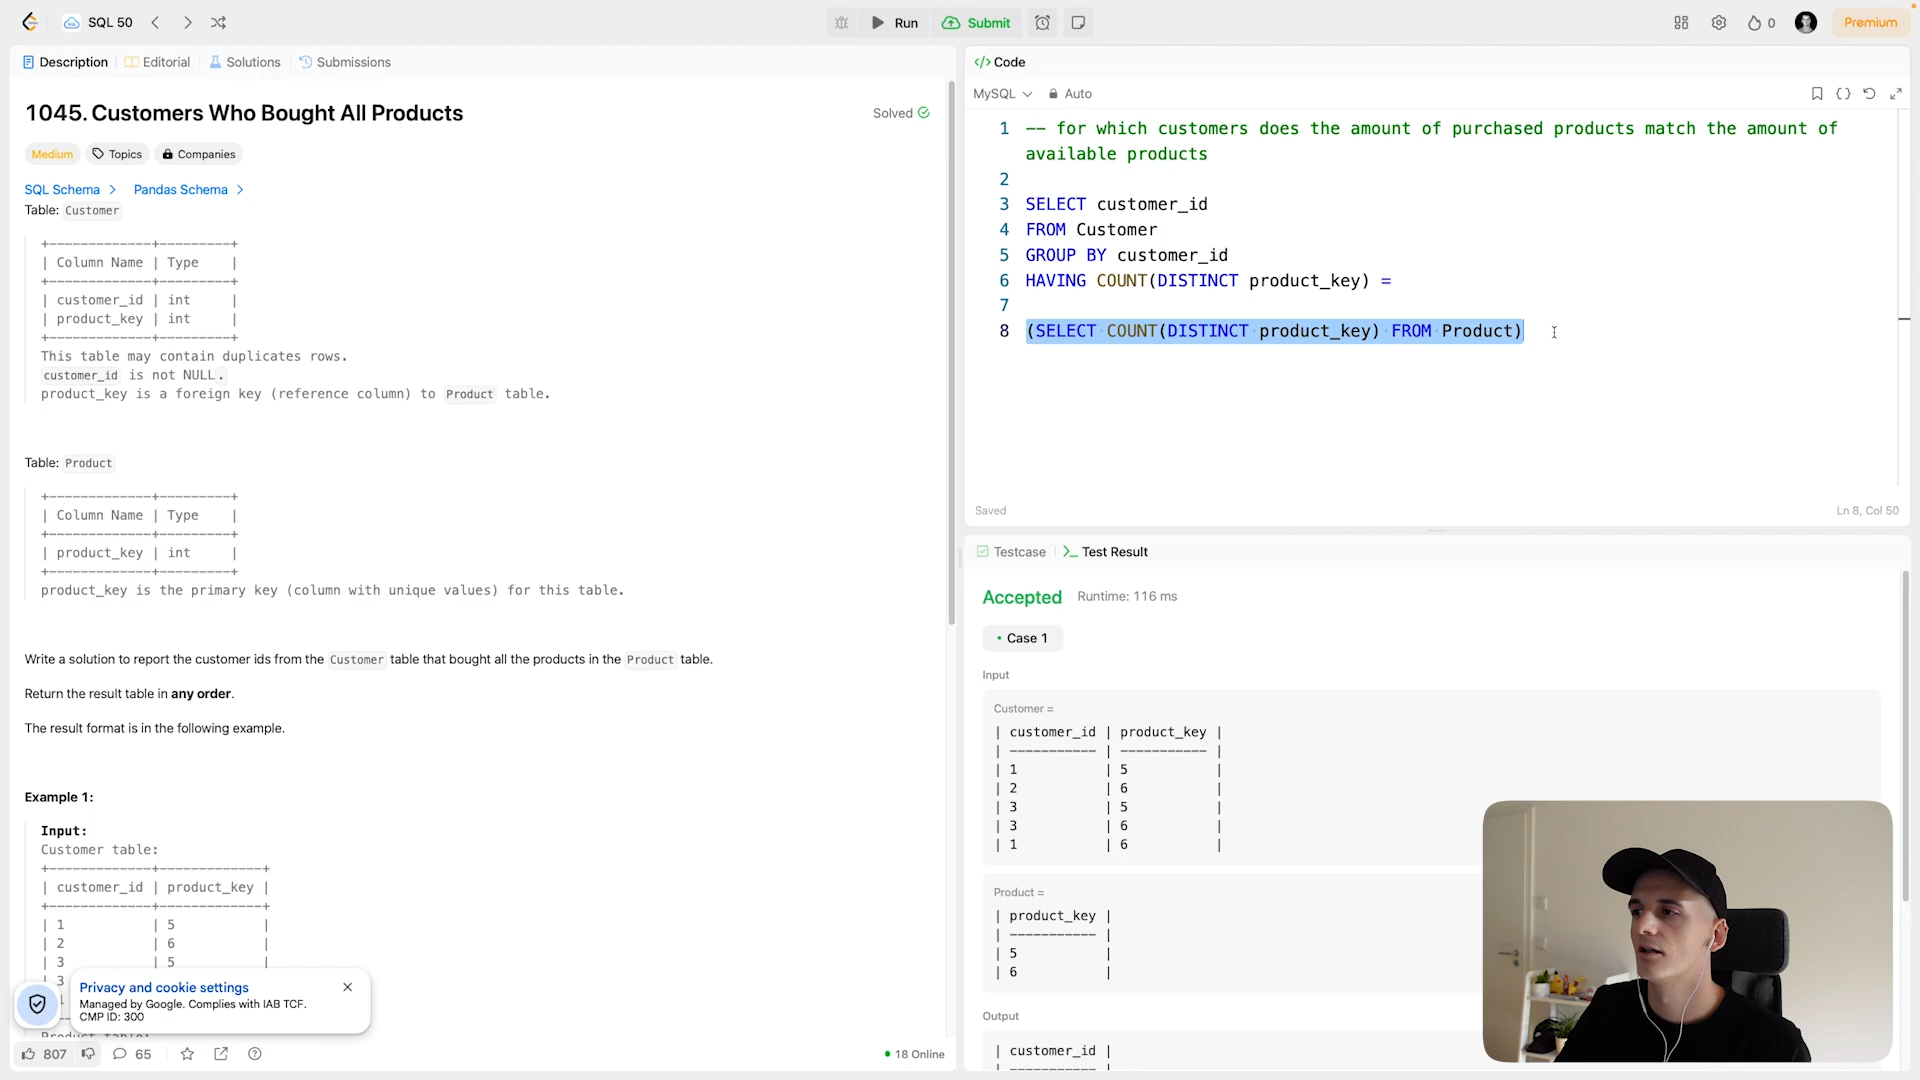 SQL 50
Run
Submit
0
Premium
Description
Editorial
Solutions
Submissions
1045. Customers Who Bought All Products
Solved
Medium
Topics
Companies
SQL Schema >
Pandas Schema >
Table: Customer
+-------------+---------+
| Column Name | Type    |
+-------------+---------+
| customer_id | int     |
| product_key | int     |
+-------------+---------+
This table may contain duplicates rows.
customer_id is not NULL.
product_key is a foreign key (reference column) to Product table.
Table: Product
+-------------+---------+
| Column Name | Type    |
+-------------+---------+
| product_key | int     |
+-------------+---------+
product_key is the primary key (column with unique values) for this table.
Write a solution to report the customer ids from the Customer table that bought all the products in the Product table.
Return the result table in any order.
The result format is in the following example.
Example 1:
Input:
Customer table:
+-------------+-------------+
| customer_id | product_key |
+-------------+-------------+
| 1           | 5           |
| 2           | 6           |
| 3           | 5           |
Privacy and cookie settings
Managed by Google. Complies with IAB TCF.
CMP ID: 300
Product table:
807
65
18 Online
</> Code
MySQL
Auto
1 -- for which customers does the amount of purchased products match the amount of
available products
2
3 SELECT customer_id
4 FROM Customer
5 GROUP BY customer_id
6 HAVING COUNT(DISTINCT product_key) =
7
8 (SELECT COUNT(DISTINCT product_key) FROM Product)
Saved
Ln 8, Col 50
Testcase
>_ Test Result
Accepted
Runtime: 116 ms
• Case 1
Input
Customer =
| customer_id | product_key |
| ----------- | ----------- |
| 1           | 5           |
| 2           | 6           |
| 3           | 5           |
| 3           | 6           |
| 1           | 6           |
Product =
| product_key |
| ----------- |
| 5           |
| 6           |
Output
| customer_id |
| ----------- |